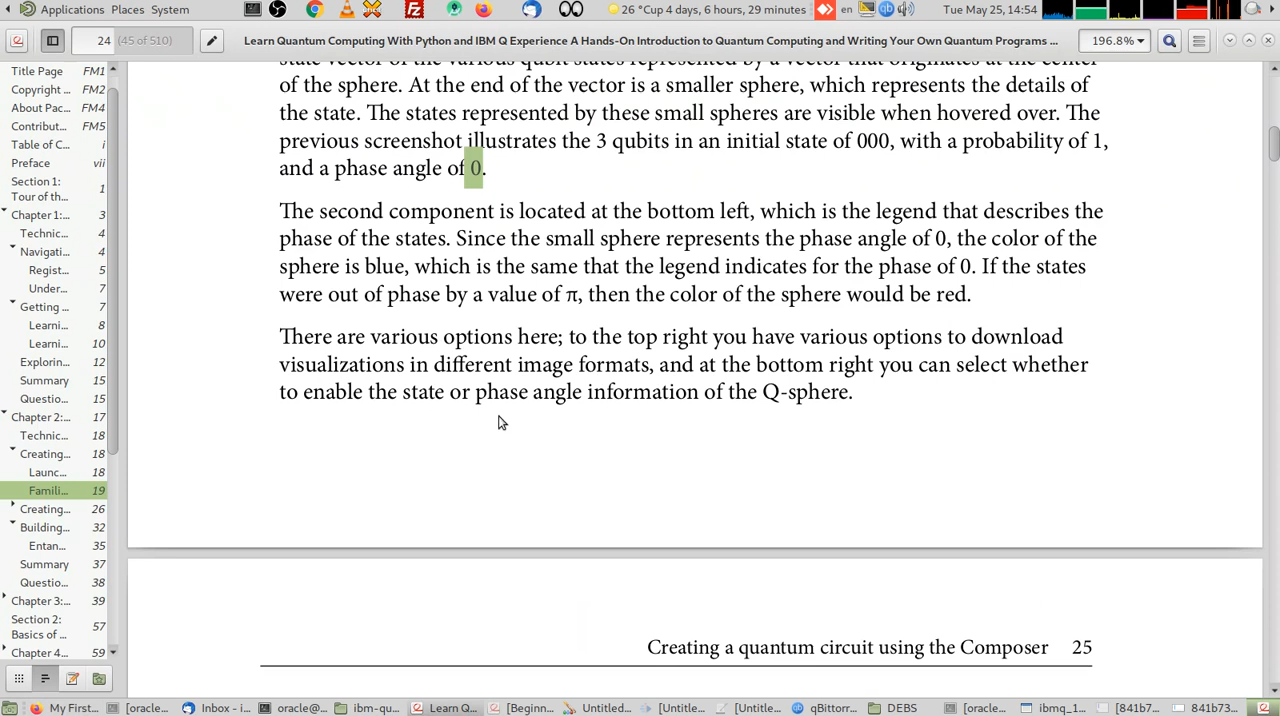 Applications Places System 26 °C up 4 days, 6 hours, 29 minutes en Tue May 25, 14:54
24 (45 of 510) Learn Quantum Computing With Python and IBM Q Experience A Hands-On Introduction to Quantum Computing and Writing Your Own Quantum Programs ... 196.8%
Title Page FM1
Copyright ... FM2
About Pac... FM4
Contribut... FM5
Table of C... i
Preface vii
Section 1:
Tour of th... 1
Chapter 1:... 3
Technic... 4
Navigati... 4
Regist... 5
Under... 7
Getting ... 7
Learni... 8
Learni... 10
Explorin... 12
Summary 15
Questio... 15
Chapter 2:... 17
Technic... 18
Creating... 18
Launc... 18
Famili... 19
Creating... 26
Building... 32
Entan... 35
Summary 37
Questio... 38
Chapter 3:... 39
Section 2:
Basics of ... 57
Chapter 4... 59
state vector of the various qubit states represented by a vector that originates at the center
of the sphere. At the end of the vector is a smaller sphere, which represents the details of
the state. The states represented by these small spheres are visible when hovered over. The
previous screenshot illustrates the 3 qubits in an initial state of 000, with a probability of 1,
and a phase angle of 0.
The second component is located at the bottom left, which is the legend that describes the
phase of the states. Since the small sphere represents the phase angle of 0, the color of the
sphere is blue, which is the same that the legend indicates for the phase of 0. If the states
were out of phase by a value of π, then the color of the sphere would be red.
There are various options here; to the top right you have various options to download
visualizations in different image formats, and at the bottom right you can select whether
to enable the state or phase angle information of the Q-sphere.
Creating a quantum circuit using the Composer 25
My First... [oracle... Inbox - i... oracle@... ibm-qu... Learn Q... [Beginn... Untitled... [Untitle... [Untitle... qBittorr... DEBS [oracle... ibmq_1... [841b7... 841b73...